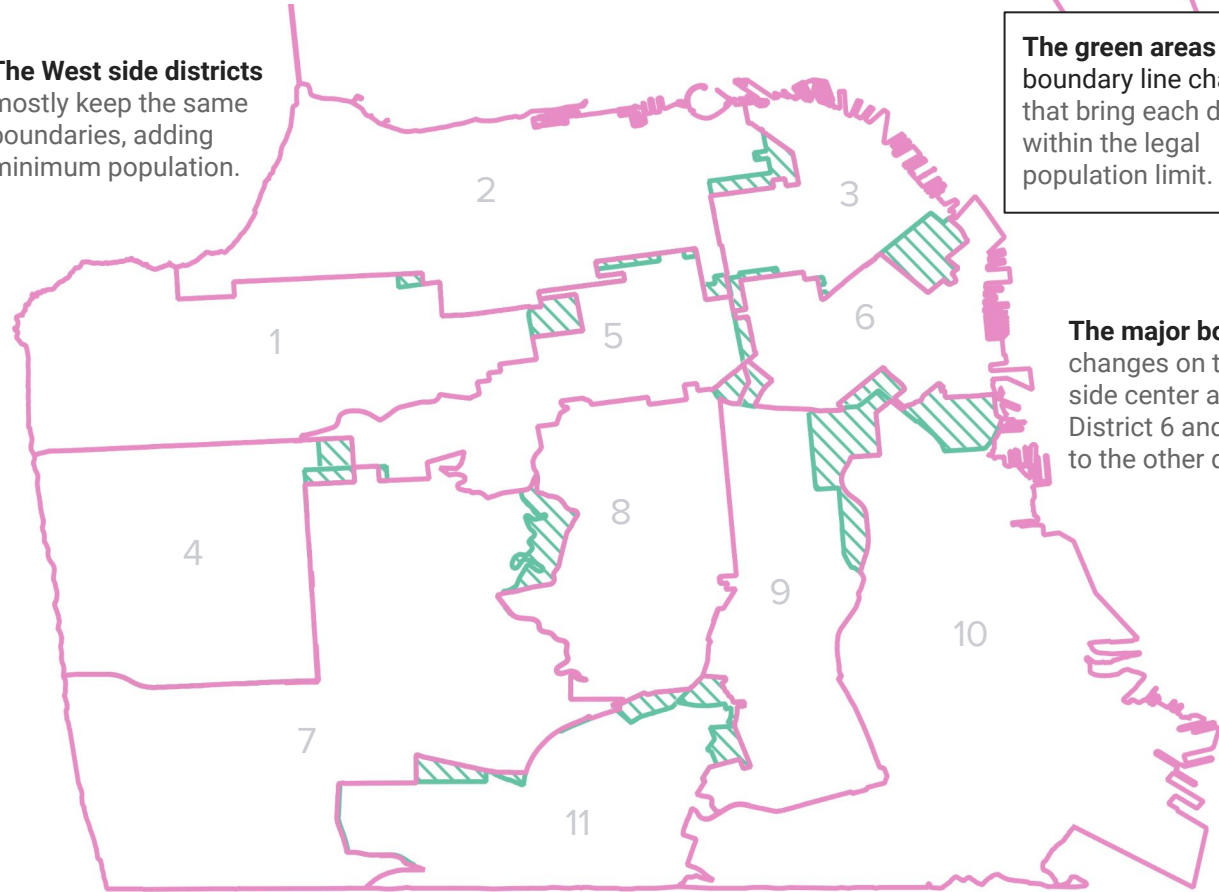 The West side districts
mostly keep the same
boundaries, adding
minimum population.
The green areas
boundary line cha
that bring each d
within the legal
population limit.
2
3
1
5
6
The major bo
changes on t
side center a
District 6 and
to the other d
8
4
9
10
7
11